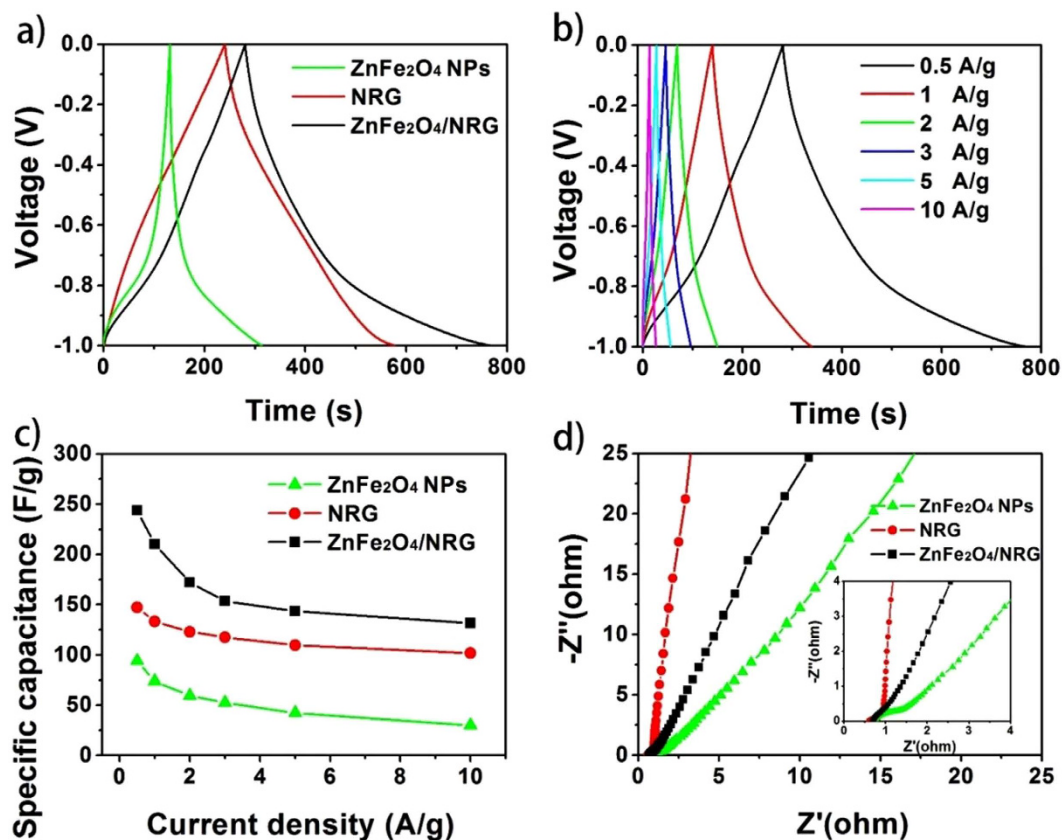 a)
0.0
-0.2
-0.4
-0.6
-0.8
-1.0
Voltage (V)
ZnFe₂O₄ NPs
NRG
ZnFe₂O₄/NRG
0 200 400 600 800
Time (s)
b)
0.0
-0.2
-0.4
-0.6
-0.8
-1.0
Voltage (V)
0.5 A/g
1 A/g
2 A/g
3 A/g
5 A/g
10 A/g
0 200 400 600 800
Time (s)
c)
300
250
200
150
100
50
0
Specific capacitance (F/g)
ZnFe₂O₄ NPs
NRG
ZnFe₂O₄/NRG
0 2 4 6 8 10
Current density (A/g)
d)
25
20
15
10
5
0
-Z''(ohm)
ZnFe₂O₄ NPs
NRG
ZnFe₂O₄/NRG
4
3
2
1
0
-Z''(ohm)
0 1 2 3 4
Z'(ohm)
0 5 10 15 20 25
Z'(ohm)